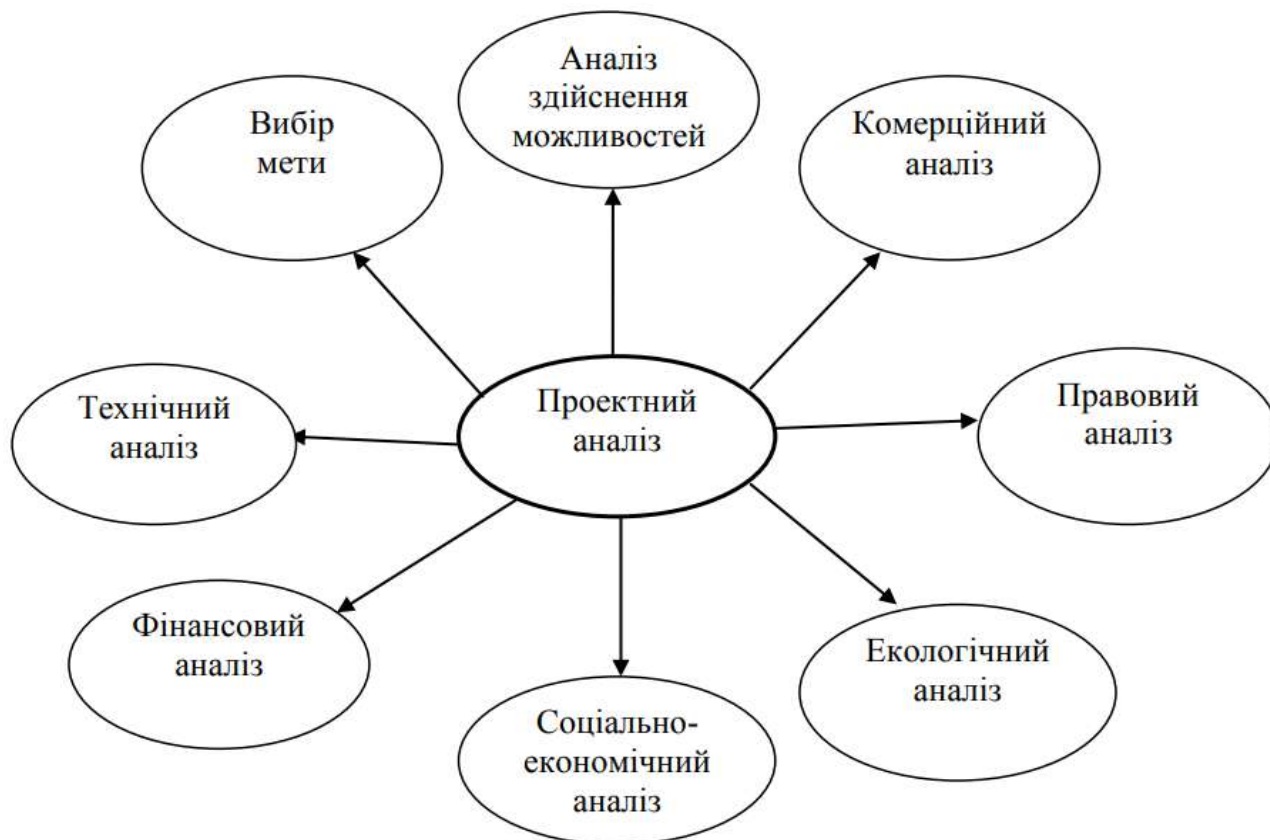 Аналіз
здійснення
можливостей
Вибір
мети
Комерційний
аналіз
Проектний
аналіз
Технічний
аналіз
Правовий
аналіз
Фінансовий
аналіз
Соціально-
економічний
аналіз
Екологічний
аналіз